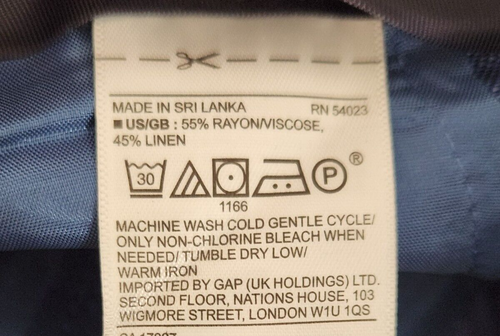 MADE IN SRI LANKA RN 54023
■ US/GB : 55% RAYON/VISCOSE,
45% LINEN
30 P ®
1166
MACHINE WASH COLD GENTLE CYCLE/
ONLY NON-CHLORINE BLEACH WHEN
NEEDED/ TUMBLE DRY LOW/
WARM IRON
IMPORTED BY GAP (UK HOLDINGS) LTD.
SECOND FLOOR, NATIONS HOUSE, 103
WIGMORE STREET, LONDON W1U 1QS